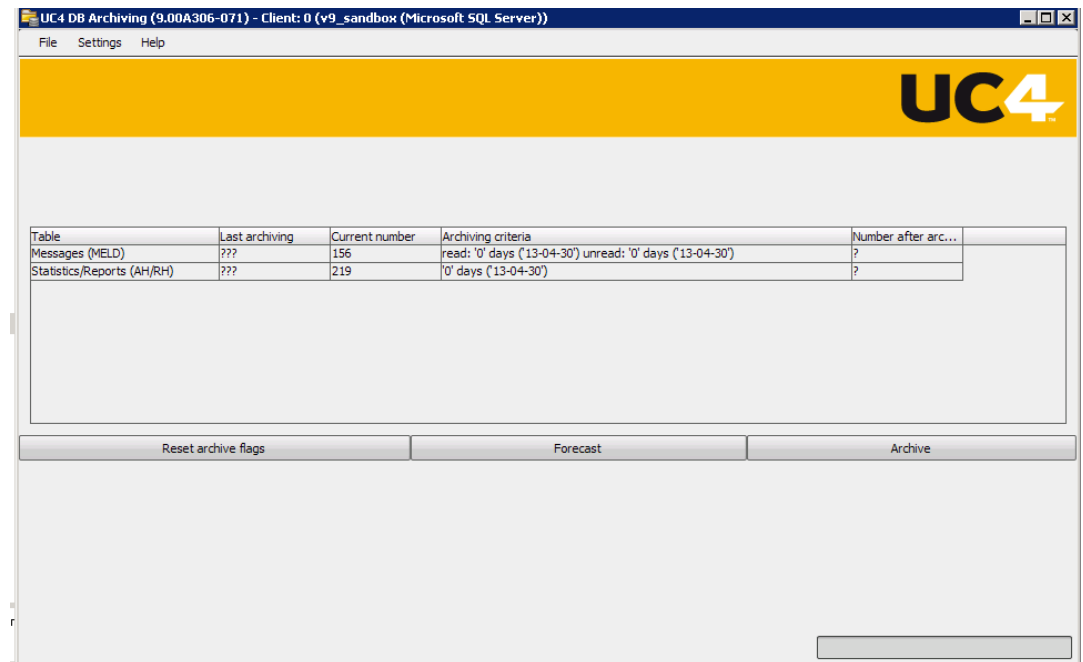 UC4 DB Archiving (9.00A306-071) - Client: 0 (v9_sandbox (Microsoft SQL Server))
File Settings Help
UC4
Table Last archiving Current number Archiving criteria Number after arc...
Messages (MELD) ??? 156 read: '0' days ('13-04-30') unread: '0' days ('13-04-30') ?
Statistics/Reports (AH/RH) ??? 219 '0' days ('13-04-30') ?
Reset archive flags Forecast Archive
r